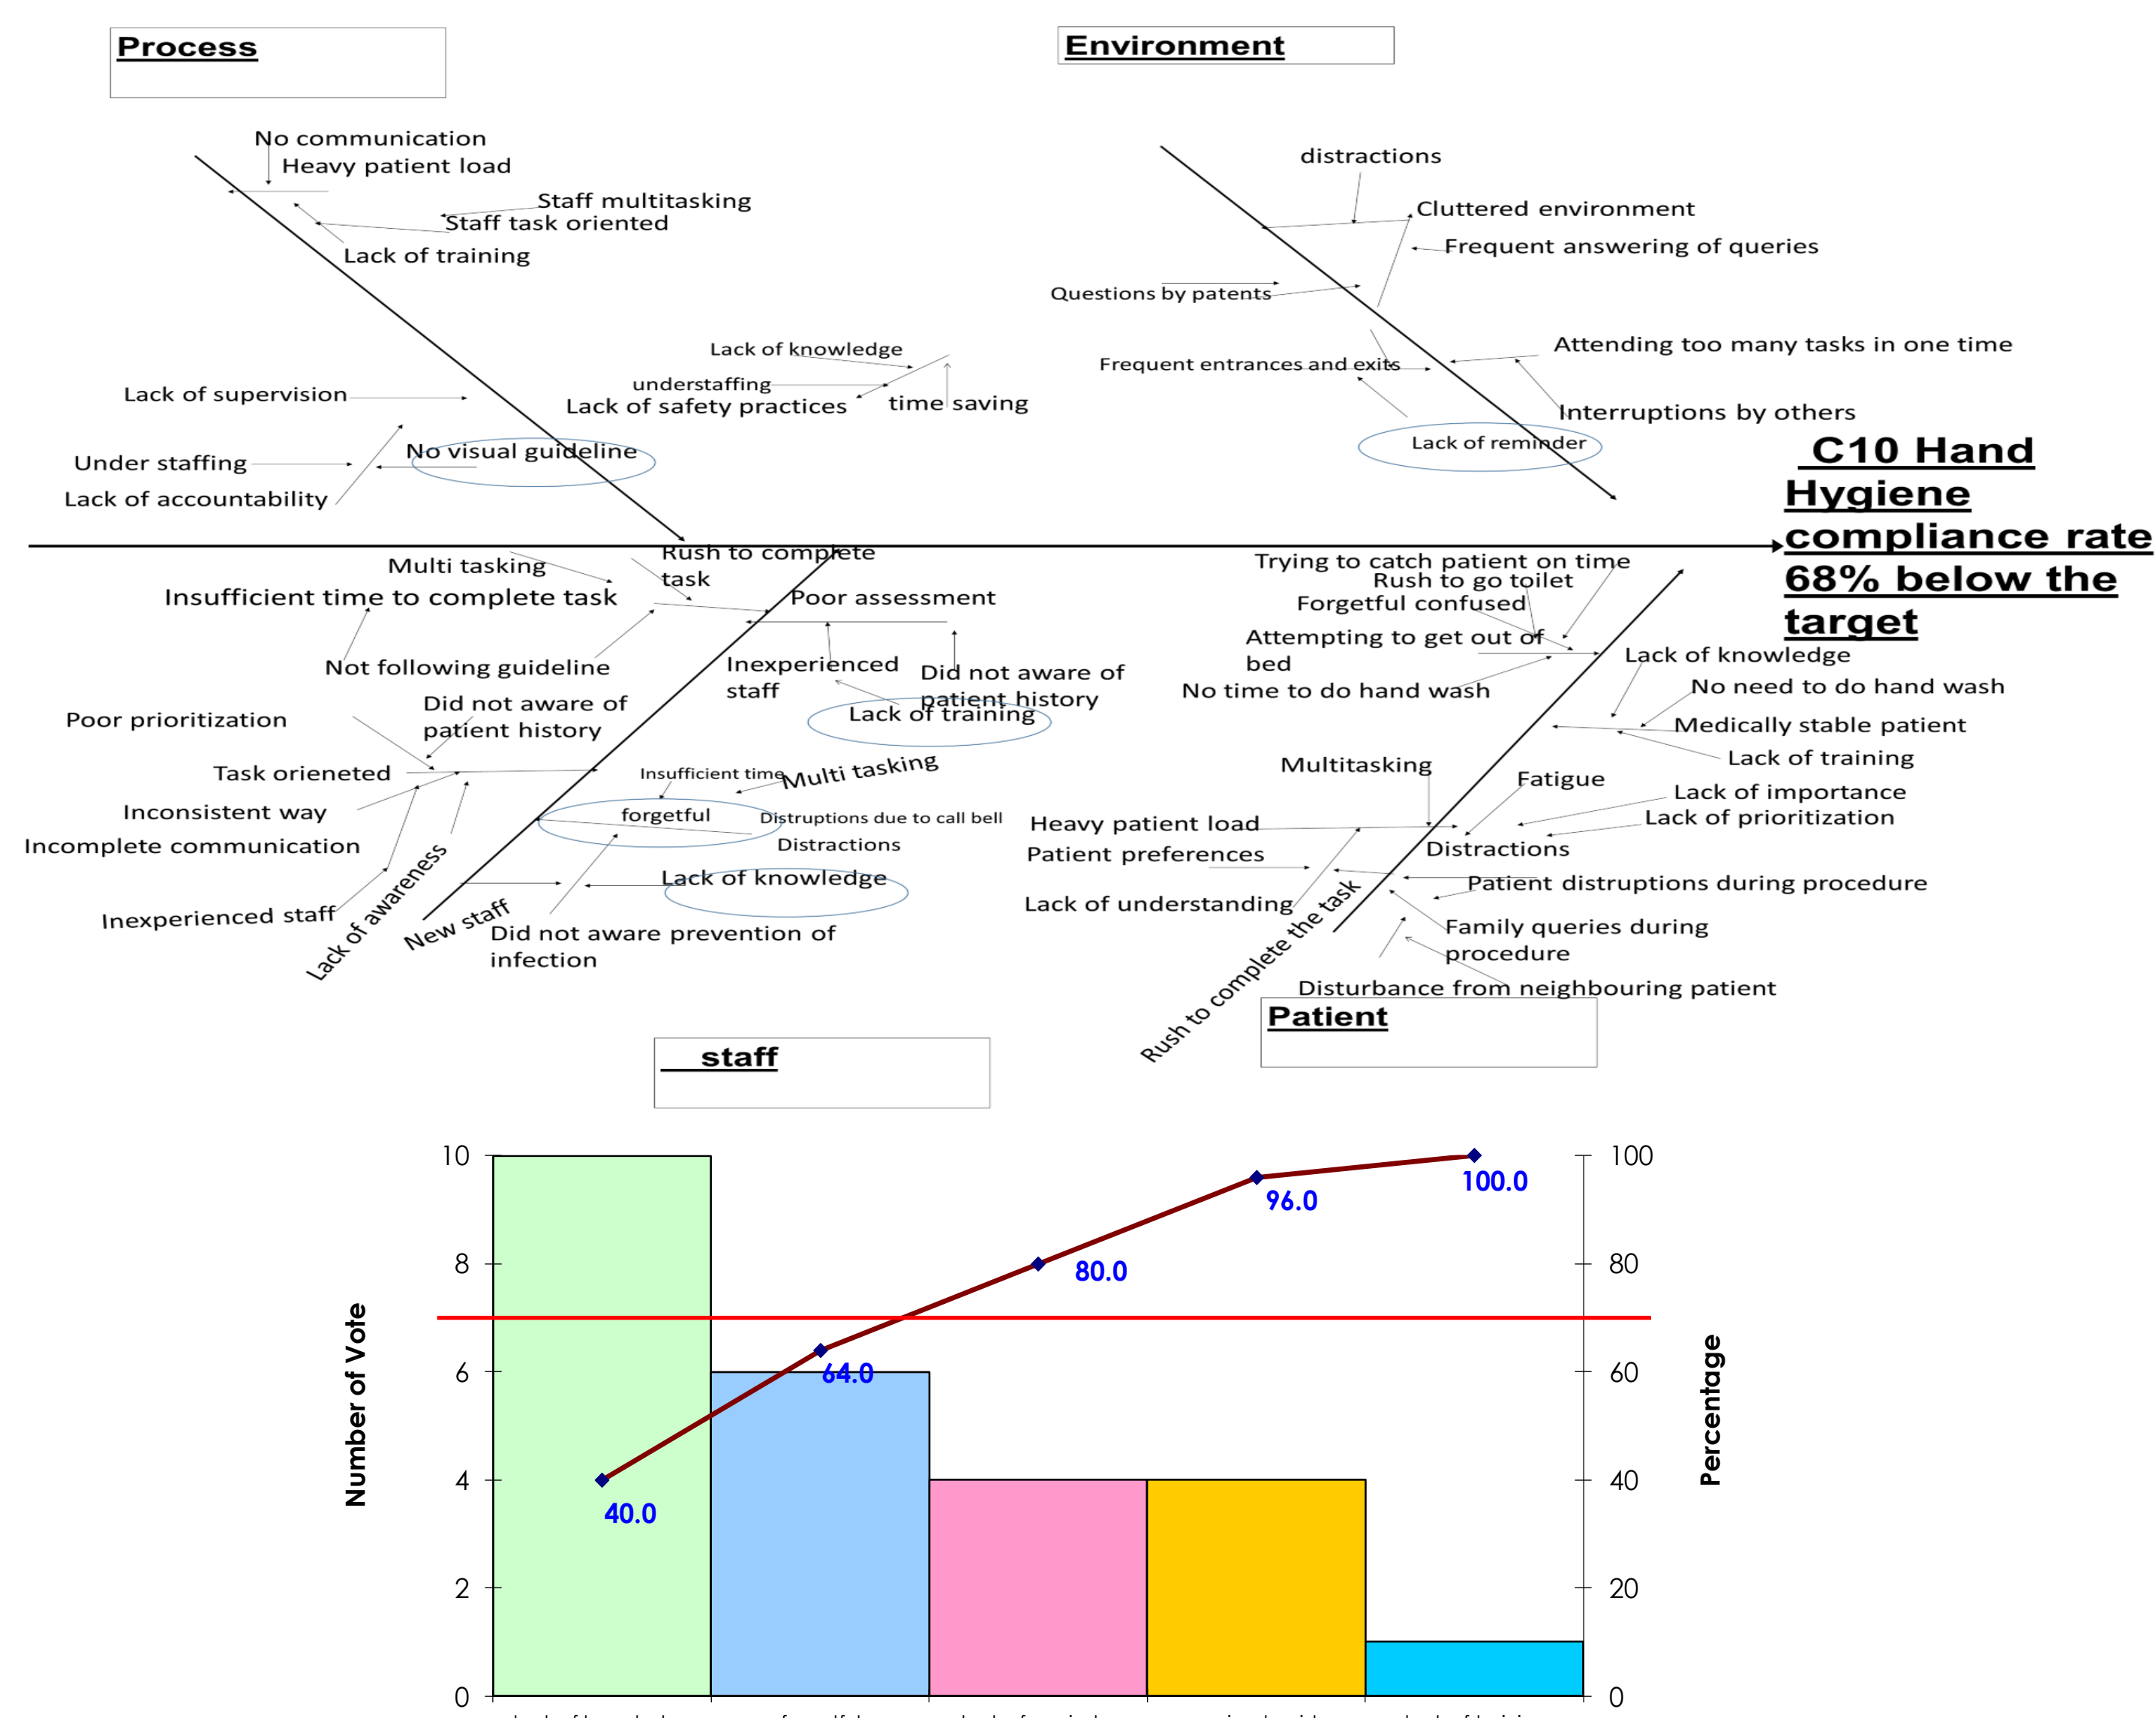 Process
Environment
No communication
Heavy patient load
Staff multitasking
Staff task oriented
Lack of training
distractions
Cluttered environment
Frequent answering of queries
Questions by patents
Lack of knowledge
understaffing
Lack of safety practices
time saving
Frequent entrances and exits
Attending too many tasks in one time
Interruptions by others
Lack of reminder
Lack of supervision
No visual guideline
Under staffing
Lack of accountability
C10 Hand
Hygiene
compliance rate
68% below the
target
Multi tasking
Rush to complete
task
Insufficient time to complete task
Poor assessment
Not following guideline
Inexperienced
staff
Did not aware of
patient history
Lack of training
Did not aware of
patient history
Poor prioritization
Task orieneted
Inconsistent way
Incomplete communication
Inexperienced staff
Lack of awareness
New staff
Insufficient time
Multi tasking
forgetful
Distruptions due to call bell
Distractions
Lack of knowledge
Did not aware prevention of
infection
Trying to catch patient on time
Rush to go toilet
Forgetful confused
Attempting to get out of
bed
No time to do hand wash
Lack of knowledge
No need to do hand wash
Medically stable patient
Lack of training
Multitasking
Fatigue
Lack of importance
Lack of prioritization
Heavy patient load
Patient preferences
Distractions
Patient distruptions during procedure
Lack of understanding
Family queries during
procedure
Rush to complete the task
Disturbance from neighbouring patient
Patient
staff
Number of Vote
10
8
6
4
2
0
40.0
64.0
80.0
96.0
100.0
100
80
60
40
20
0
Percentage